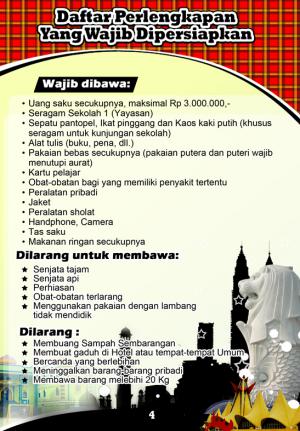 Daftar Perlengkapan
Yang Wajib Dipersiapkan
Wajib dibawa:
• Uang saku secukupnya, maksimal Rp 3.000.000,-
• Seragam Sekolah 1 (Yayasan)
• Sepatu pantopel, Ikat pinggang dan Kaos kaki putih (khusus
seragam untuk kunjungan sekolah)
• Alat tulis (buku, pena, dll.)
• Pakaian bebas secukupnya (pakaian putera dan puteri wajib
menutupi aurat)
• Kartu pelajar
• Obat-obatan bagi yang memiliki penyakit tertentu
• Peralatan pribadi
• Jaket
• Peralatan sholat
• Handphone, Camera
• Tas saku
• Makanan ringan secukupnya
Dilarang untuk membawa:
★ Senjata tajam
★ Senjata api
★ Perhiasan
★ Obat-obatan terlarang
★ Menggunakan pakaian dengan lambang
tidak mendidik
Dilarang :
★ Membuang Sampah Sembarangan
★ Membuat gaduh di Hotel atau tempat-tempat Umum
★ Bercanda yang berlebihan
★ Meninggalkan barang-barang pribadi
★ Membawa barang melebihi 20 Kg
4